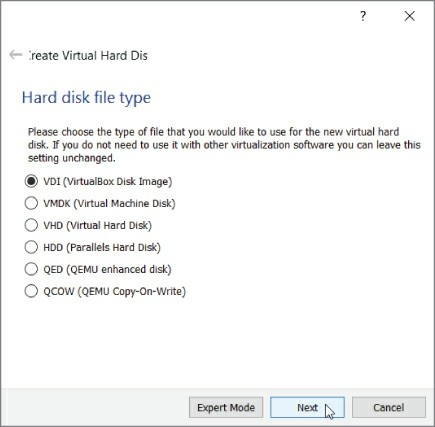 ?
:reate Virtual Hard Dis
Hard disk file type
Please choose the type of file that you would like to use for the new virtual hard
disk. If you do not need to use it with other virtualization software you can leave this
setting unchanged.
VDI (VirtualBox Disk Image)
VMDK (Virtual Machine Disk)
VHD (Virtual Hard Disk)
HDD (Parallels Hard Disk)
QED (QEMU enhanced disk)
QCOW (QEMU Copy-On-Write)
Expert Mode Next Cancel